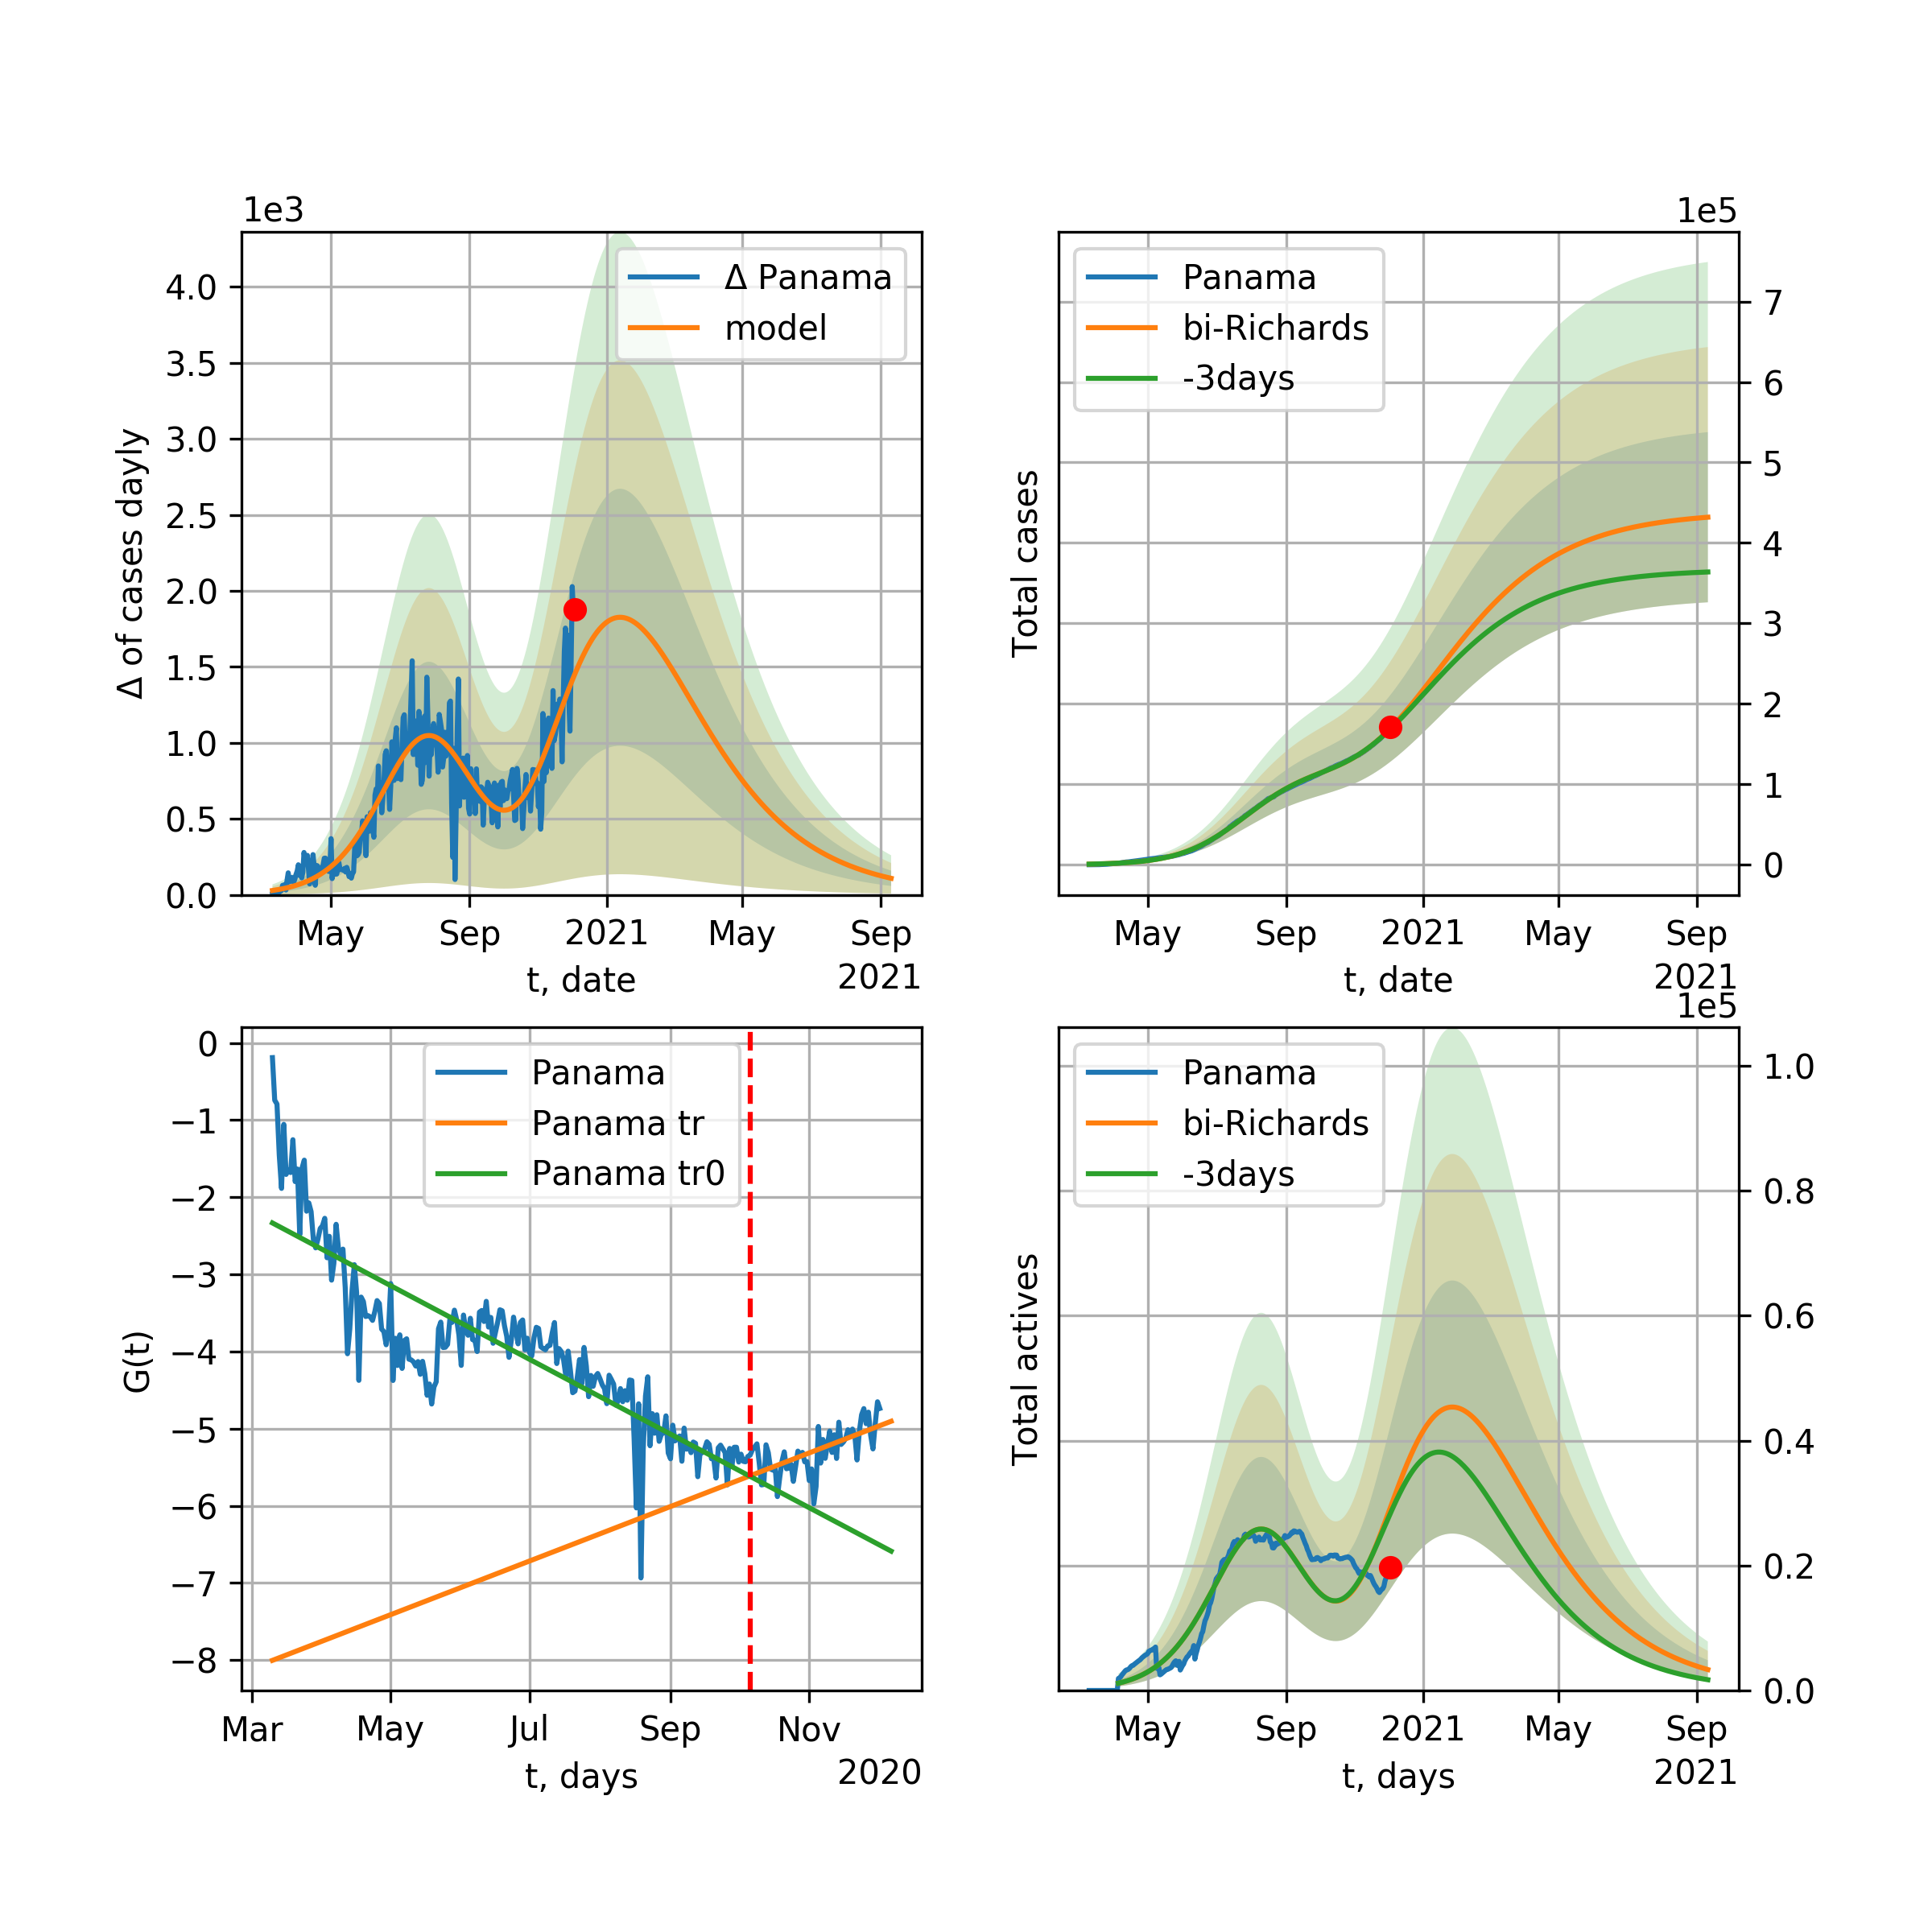 1e3
Δ of cases dayly
4.0
3.5
3.0
2.5
2.0
1.5
1.0
0.5
0.0
Δ Panama
model
May Sep 2021 May Sep
t, date
2021
1e5
Total cases
Panama
bi-Richards
-3days
7
6
5
4
3
2
1
0
May Sep 2021 May Sep
t, date
2021
G(t)
0
−1
−2
−3
−4
−5
−6
−7
−8
Panama
Panama tr
Panama tr0
Mar May Jul Sep Nov
t, days
2020
1e5
Total actives
Panama
bi-Richards
-3days
1.0
0.8
0.6
0.4
0.2
0.0
May Sep 2021 May Sep
t, days
2021